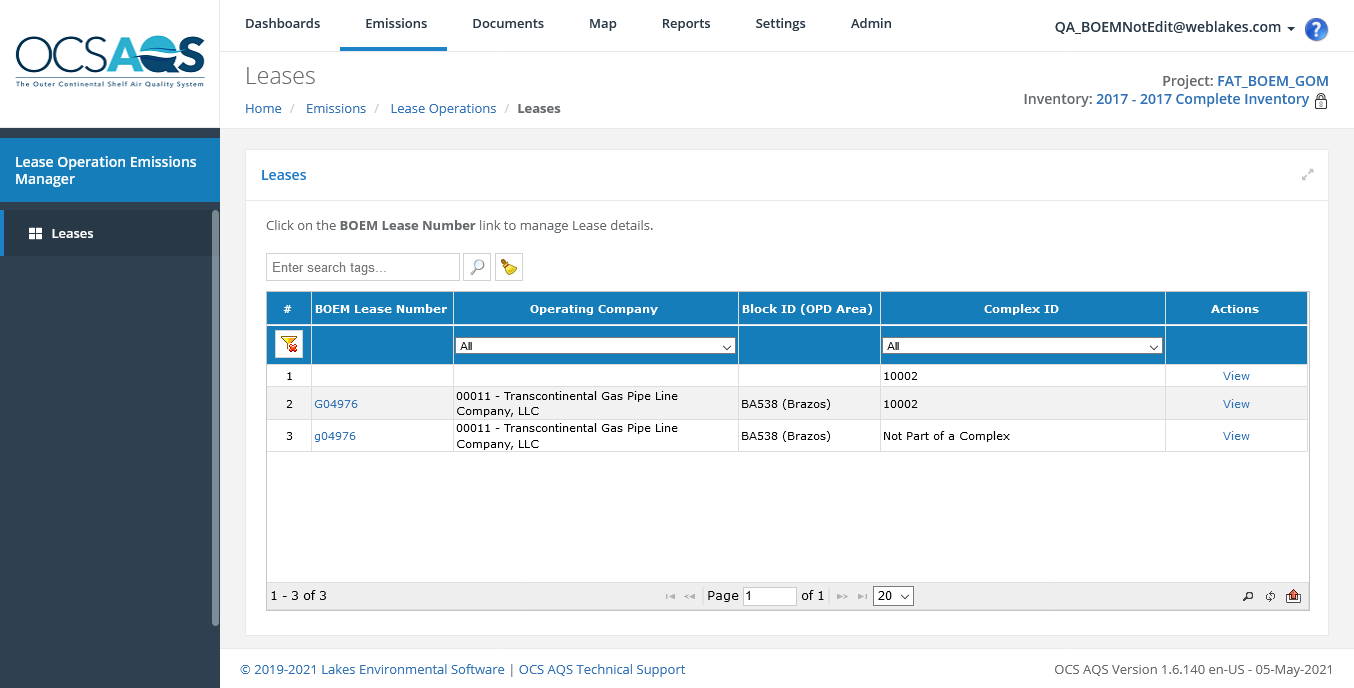 OCSAQS
The Outer Continental Shelf Air Quality System
Dashboards Emissions Documents Map Reports Settings Admin
QA_BOEMNotEdit@weblakes.com ?
Leases
Home / Emissions / Lease Operations / Leases
Project: FAT_BOEM_GOM
Inventory: 2017 - 2017 Complete Inventory
Lease Operation Emissions
Manager
Leases
Leases
Click on the BOEM Lease Number link to manage Lease details.
Enter search tags...
# BOEM Lease Number Operating Company Block ID (OPD Area) Complex ID Actions
All All
1 10002 View
2 G04976 00011 - Transcontinental Gas Pipe Line Company, LLC BA538 (Brazos) 10002 View
3 g04976 00011 - Transcontinental Gas Pipe Line Company, LLC BA538 (Brazos) Not Part of a Complex View
1 - 3 of 3 Page 1 of 1 20
© 2019-2021 Lakes Environmental Software | OCS AQS Technical Support
OCS AQS Version 1.6.140 en-US - 05-May-2021